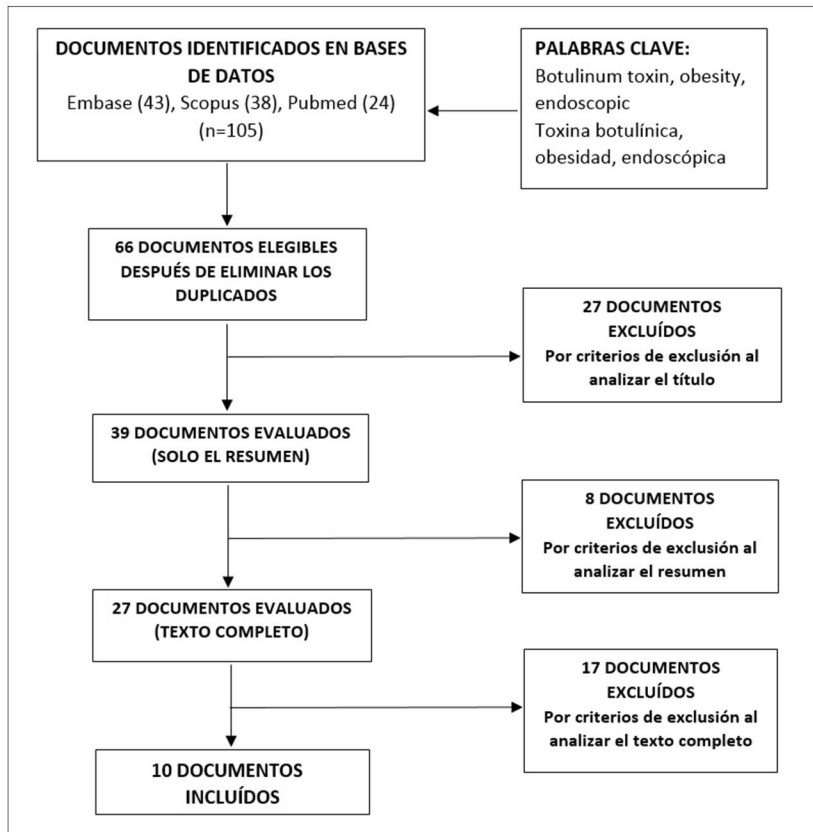 DOCUMENTOS IDENTIFICADOS EN BASES
DE DATOS
Embase (43), Scopus (38), Pubmed (24)
(n=105)
PALABRAS CLAVE:
Botulinum toxin, obesity,
endoscopic
Toxina botulínica,
obesidad, endoscópica
66 DOCUMENTOS ELEGIBLES
DESPUÉS DE ELIMINAR LOS
DUPLICADOS
27 DOCUMENTOS
EXCLUÍDOS
Por criterios de exclusión al
analizar el título
39 DOCUMENTOS EVALUADOS
(SOLO EL RESUMEN)
8 DOCUMENTOS
EXCLUÍDOS
Por criterios de exclusión al
analizar el resumen
27 DOCUMENTOS EVALUADOS
(TEXTO COMPLETO)
17 DOCUMENTOS
EXCLUÍDOS
Por criterios de exclusión al
analizar el texto completo
10 DOCUMENTOS
INCLUÍDOS